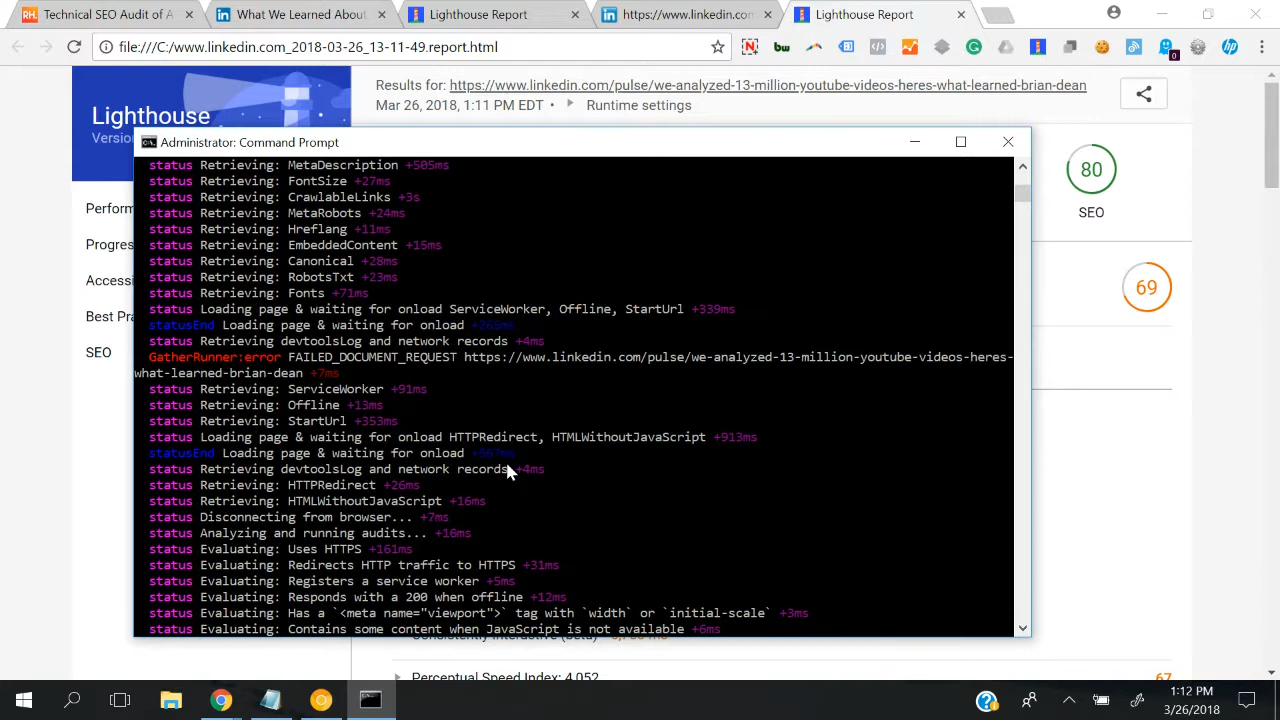 Technical SEO Audit of A
What We Learned About
Lighthouse Report
https://www.linkedin.com
Lighthouse Report
file:///C:/www.linkedin.com_2018-03-26_13-11-49.report.html
Lighthouse
Results for: https://www.linkedin.com/pulse/we-analyzed-13-million-youtube-videos-heres-what-learned-brian-dean
Mar 26, 2018, 1:11 PM EDT • Runtime settings
Administrator: Command Prompt
status Retrieving: MetaDescription +505ms
status Retrieving: FontSize +27ms
status Retrieving: CrawlableLinks +3s
status Retrieving: MetaRobots +24ms
status Retrieving: Hreflang +11ms
status Retrieving: EmbeddedContent +15ms
status Retrieving: Canonical +28ms
status Retrieving: RobotsTxt +23ms
status Retrieving: Fonts +71ms
status Loading page & waiting for onload ServiceWorker, Offline, StartUrl +339ms
statusEnd Loading page & waiting for onload +265ms
status Retrieving devtoolsLog and network records +4ms
GatherRunner:error FAILED_DOCUMENT_REQUEST https://www.linkedin.com/pulse/we-analyzed-13-million-youtube-videos-heres-
what-learned-brian-dean +7ms
status Retrieving: ServiceWorker +91ms
status Retrieving: Offline +13ms
status Retrieving: StartUrl +353ms
status Loading page & waiting for onload HTTPRedirect, HTMLWithoutJavaScript +913ms
statusEnd Loading page & waiting for onload +567ms
status Retrieving devtoolsLog and network records +4ms
status Retrieving: HTTPRedirect +26ms
status Retrieving: HTMLWithoutJavaScript +16ms
status Disconnecting from browser... +7ms
status Analyzing and running audits... +16ms
status Evaluating: Uses HTTPS +161ms
status Evaluating: Redirects HTTP traffic to HTTPS +31ms
status Evaluating: Registers a service worker +5ms
status Evaluating: Responds with a 200 when offline +12ms
status Evaluating: Has a `<meta name="viewport">` tag with `width` or `initial-scale` +3ms
status Evaluating: Contains some content when JavaScript is not available +6ms
Versio
Perform
Progres
Accessi
Best Pra
SEO
80
SEO
69
Perceptual Speed Index: 4,052
67
0
1:12 PM
3/26/2018